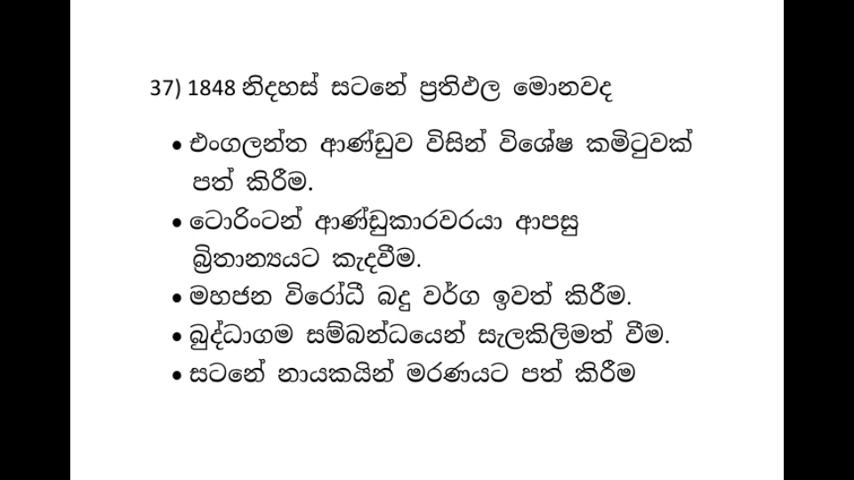 37) 1848 නිදහස් සටනේ ප්‍රතිඵල මොනවද
• එංගලන්ත ආණ්ඩුව විසින් විශේෂ කමිටුවක්
පත් කිරීම.
• ටොරිංටන් ආණ්ඩුකාරවරයා ආපසු
බ්‍රිතාන්‍යයට කැදවීම.
• මහජන විරෝධී බදු වර්ග ඉවත් කිරීම.
• බුද්ධාගම සම්බන්ධයෙන් සැලකිලිමත් වීම.
• සටනේ නායකයින් මරණයට පත් කිරීම